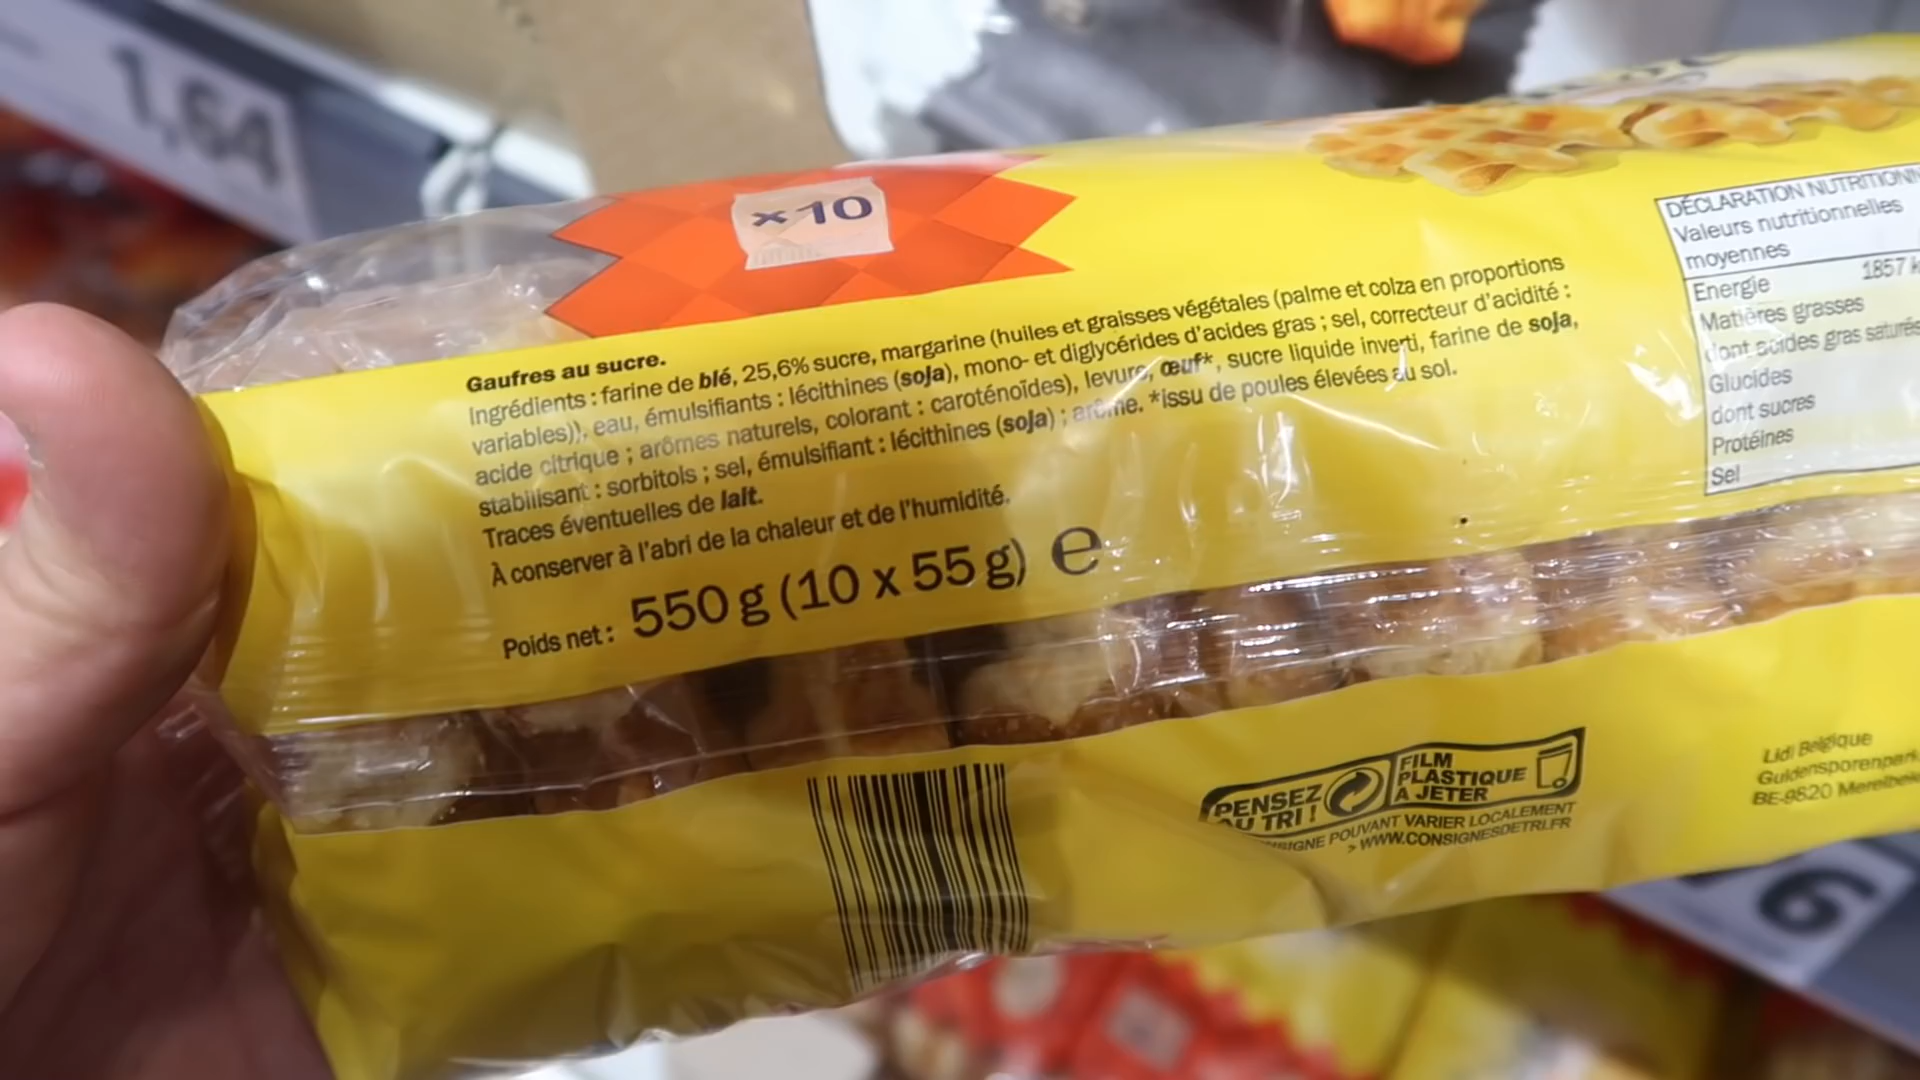 1,64
x10
Gaufres au sucre.
Ingrédients : farine de blé, 25,6% sucre, margarine (huiles et graisses végétales (palme et colza en proportions
variables)), eau, émulsifiants : lécithines (soja), mono- et diglycérides d'acides gras ; sel, correcteur d'acidité :
acide citrique ; arômes naturels, colorant : caroténoïdes), levure, œuf*, sucre liquide inverti, farine de soja,
stabilisant : sorbitols ; sel, émulsifiant : lécithines (soja) ; arôme. *issu de poules élevées au sol.
Traces éventuelles de lait.
À conserver à l'abri de la chaleur et de l'humidité.
Poids net : 550 g (10 x 55 g) e
DÉCLARATION
Valeurs nutritionnelles
moyennes
Energie 1857
Matières grasses
dont acides gras saturés
Glucides
dont sucres
Protéines
Sel
PENSEZ
AU TRI !
FILM
PLASTIQUE
À JETER
POUVANT VARIER LOCALEMENT
> WWW.CONSIGNESDETRI.FR
Lidl Belgique
Guldensporenpark
BE-9820
6